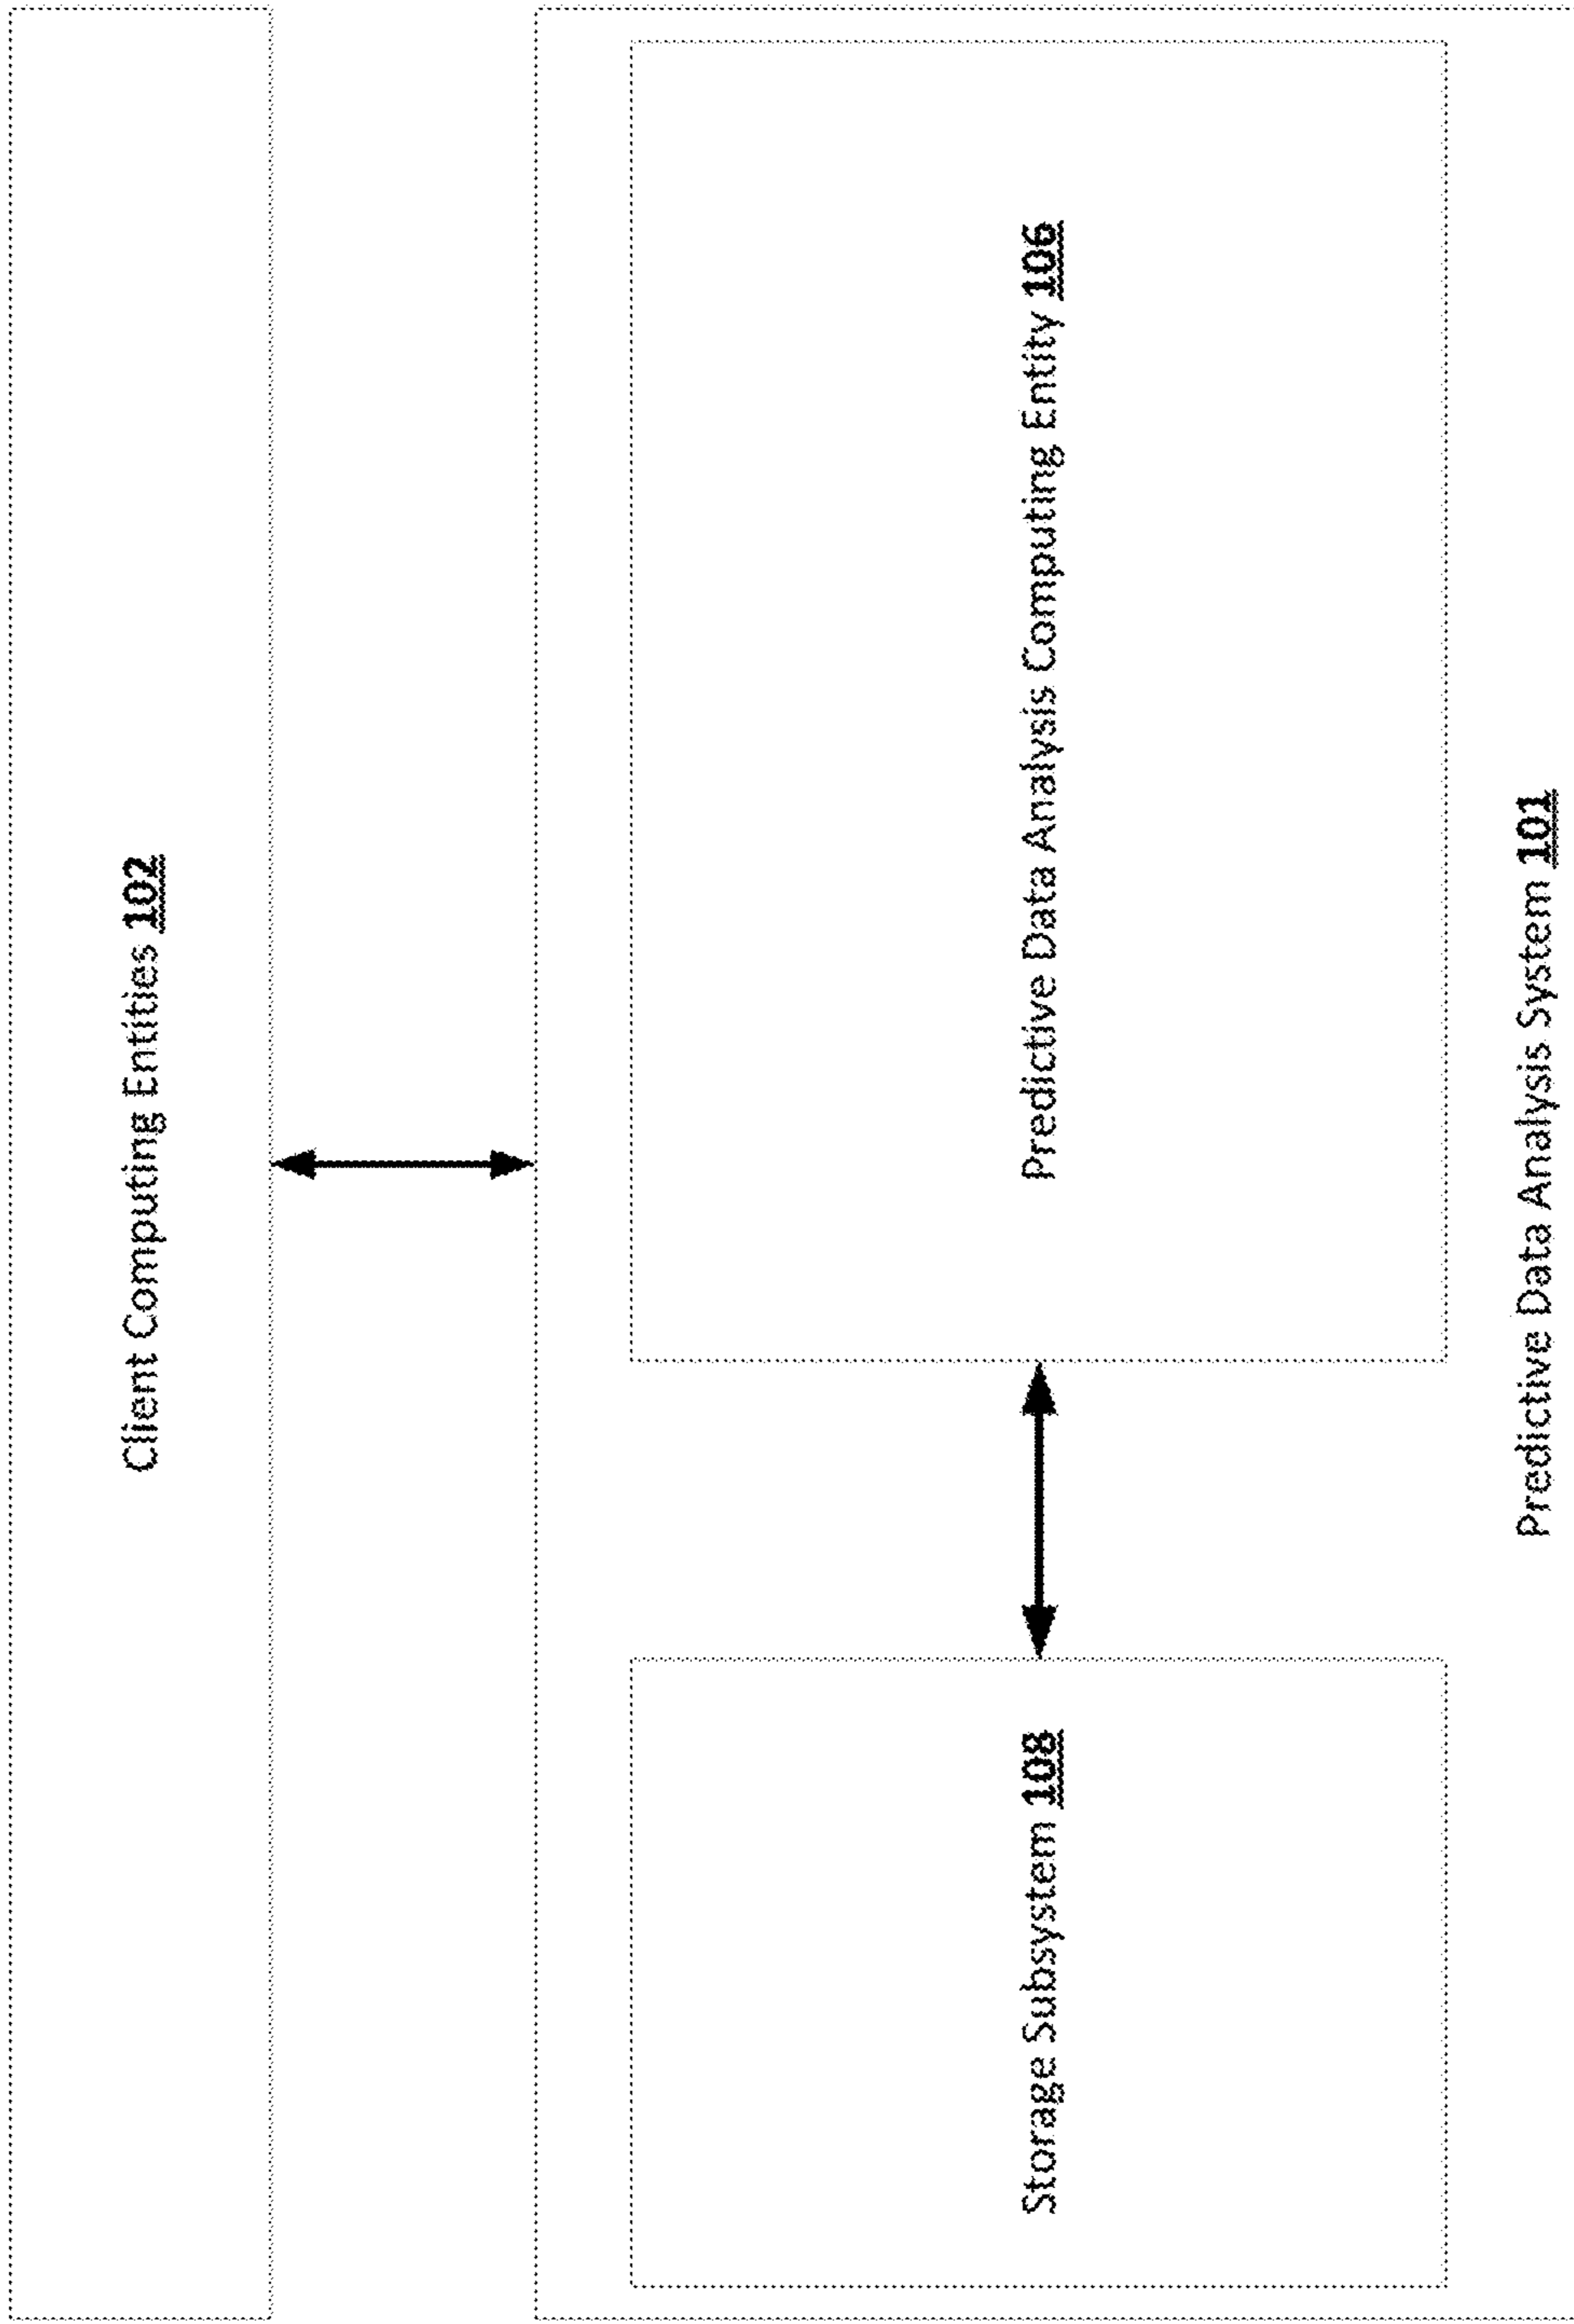 Client Computing Entities 102
Storage Subsystem 108
Predictive Data Analysis Computing Entity 106
Predictive Data Analysis System 101